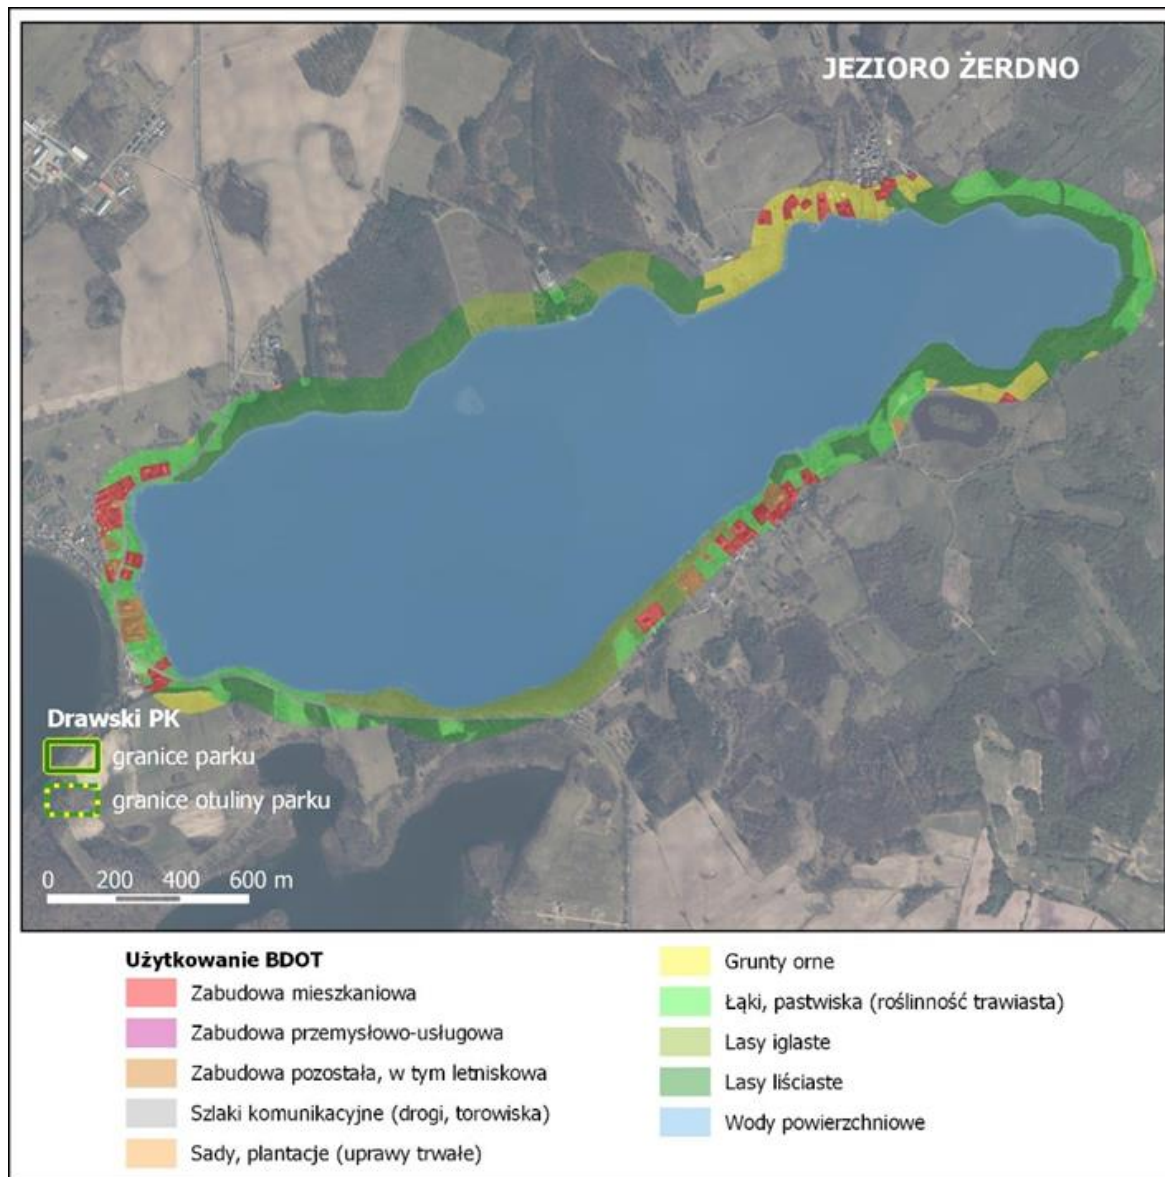 JEZIORO ŻERDNO
Drawski PK
granice parku
granice otuliny parku
0 200 400 600 m
Użytkowanie BDOT
Zabudowa mieszkaniowa
Zabudowa przemysłowo-usługowa
Zabudowa pozostała, w tym letniskowa
Szlaki komunikacyjne (drogi, torowiska)
Sady, plantacje (uprawy trwałe)
Grunty orne
Łąki, pastwiska (roślinność trawiasta)
Lasy iglaste
Lasy liściaste
Wody powierzchniowe